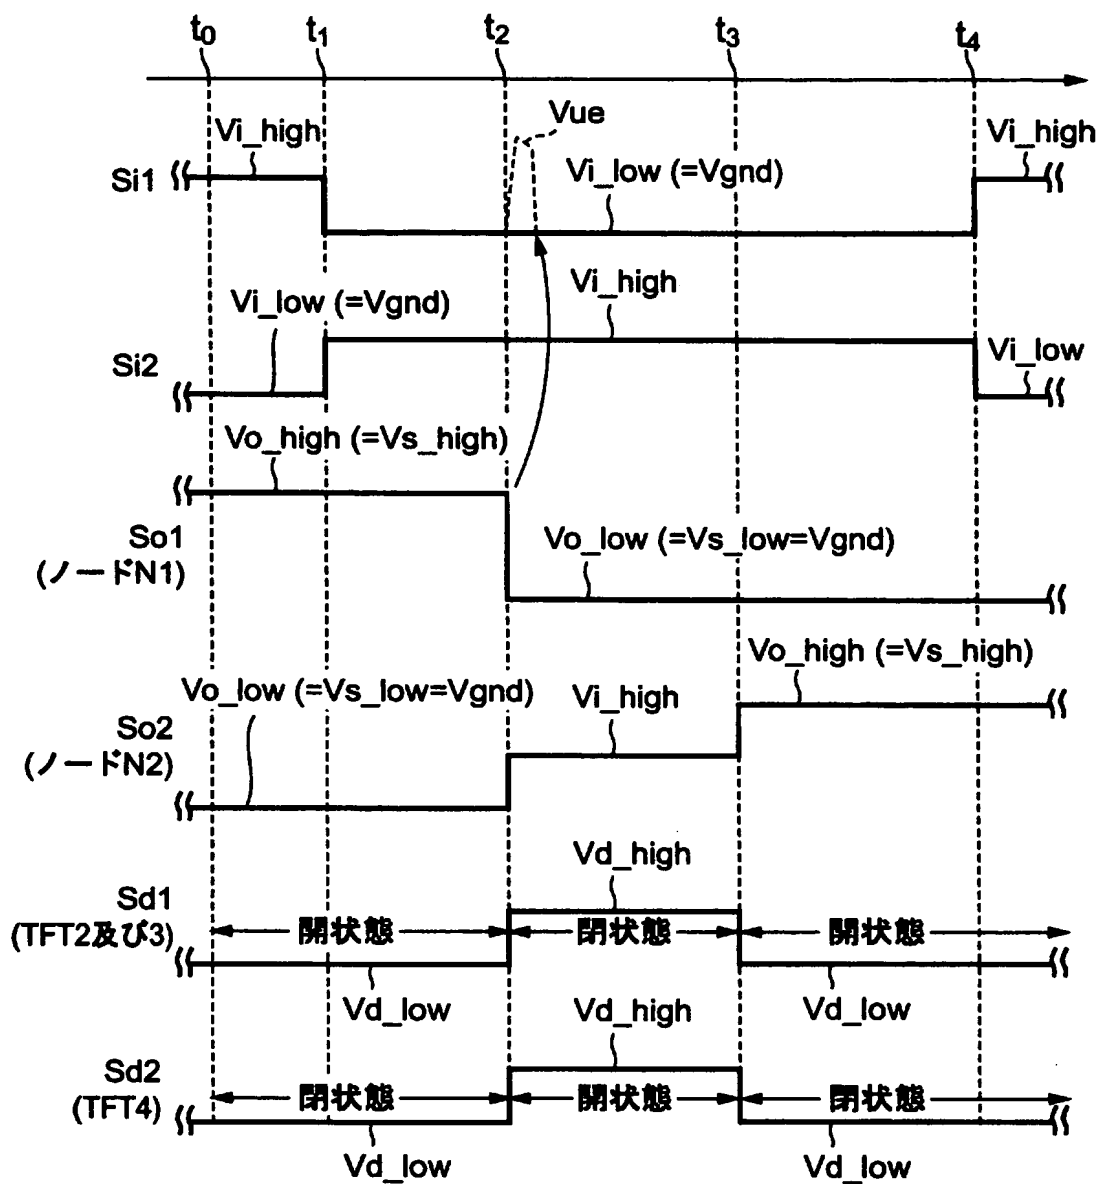 t0 t1 t2 t3 t4
Vue
Vi_high
Vi_high
Si1
Vi_low (=Vgnd)
Vi_high
Vi_low (=Vgnd)
Si2
Vi_low
Vo_high (=Vs_high)
So1
(ノードN1)
Vo_low (=Vs_low=Vgnd)
Vo_high (=Vs_high)
Vo_low (=Vs_low=Vgnd)
Vi_high
So2
(ノードN2)
Vd_high
Sd1
(TFT2及び3)
開状態 閉状態 開状態
Vd_low
Vd_low
Vd_high
Sd2
(TFT4)
閉状態 開状態 閉状態
Vd_low
Vd_low